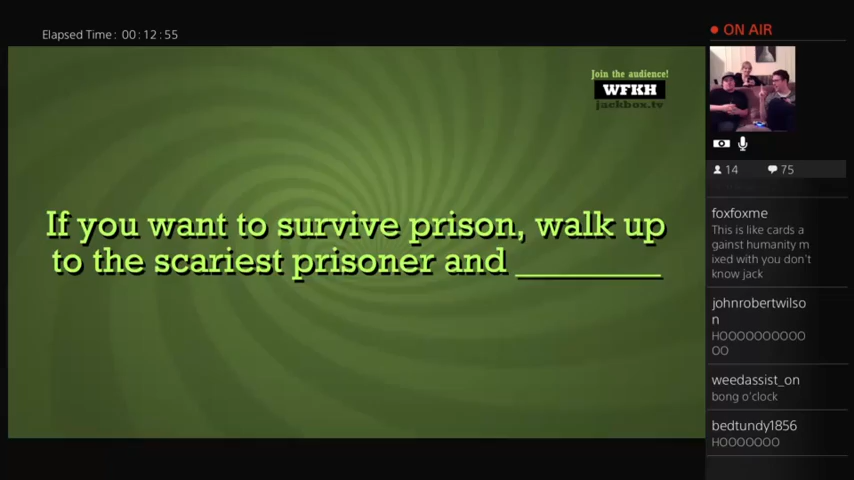 Elapsed Time: 00:12:55
ON AIR
Join the audience!
WFKH
jackbox.tv
14
75
If you want to survive prison, walk up
to the scariest prisoner and ________
foxfoxme
This is like cards a
gainst humanity m
ixed with you don't
know jack
johnrobertwilso
n
HOOOOOOOOOO
OO
weedassist_on
bong o'clock
bedtundy1856
HOOOOOOO